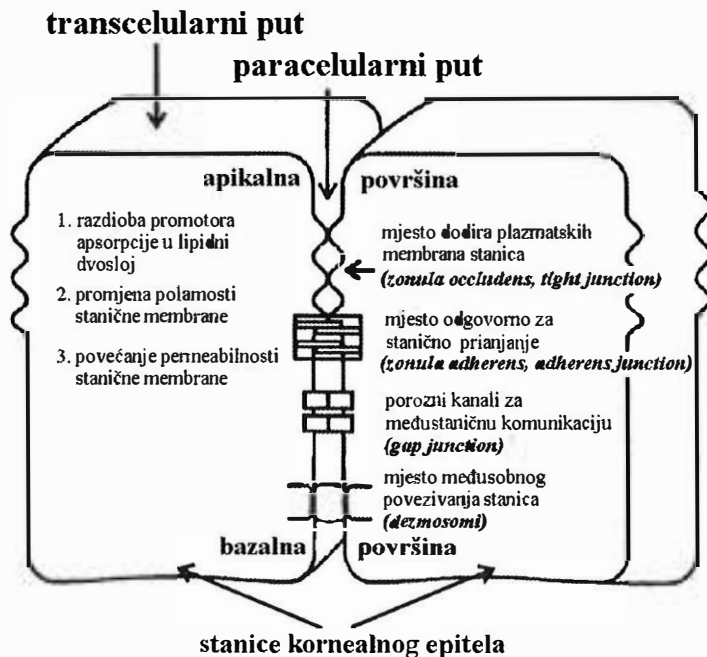 transcelularni put
paracelularni put
apikalna površina
1. razdioba promotora
apsorpcije u lipidni
dvosloj
2. promjena polarnosti
stanične membrane
3. povećanje permeabilnosti
stanične membrane
mjesto dodira plazmatskih
membrana stanica
(zonula occludens, tight junction)
mjesto odgovorno za
stanično prianjanje
(zonula adherens, adherens junction)
porozni kanali za
međustaničnu komunikaciju
(gap junction)
mjesto međusobnog
povezivanja stanica
(dezmosomi)
bazalna površina
stanice kornealnog epitela